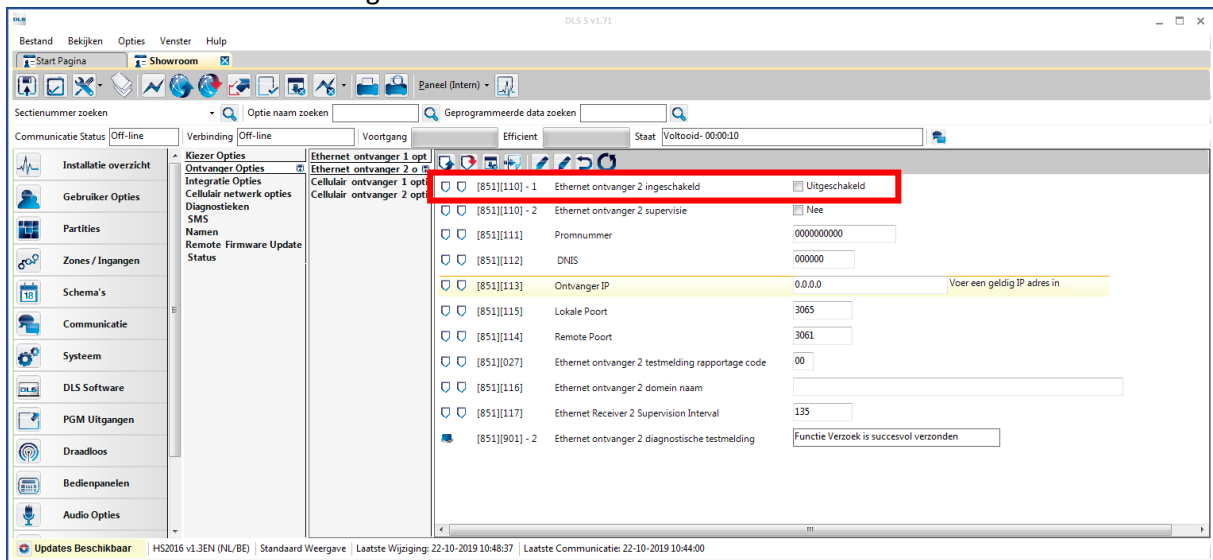 DLS 5 v1.71
Bestand Bekijken Opties Venster Hulp
Start Pagina Showroom
Paneel (Intern)
Sectienummer zoeken Optie naam zoeken Geprogrammeerde data zoeken
Communicatie Status Off-line Verbinding Off-line Voortgang Efficient Staat Voltooid- 00:00:10
Installatie overzicht
Gebruiker Opties
Partities
Zones / Ingangen
18 Schema's
Communicatie
Systeem
DLS DLS Software
PGM Uitgangen
Draadloos
Bedienpanelen
Audio Opties
Kiezer Opties
Ontvanger Opties
Integratie Opties
Cellulair netwerk opties
Diagnostieken
SMS
Namen
Remote Firmware Update
Status
Ethernet ontvanger 1 opt
Ethernet ontvanger 2 o
Cellulair ontvanger 1 opti
Cellulair ontvanger 2 opti
[851][110] - 1 Ethernet ontvanger 2 ingeschakeld Uitgeschakeld
[851][110] - 2 Ethernet ontvanger 2 supervisie Nee
[851][111] Promnummer 0000000000
[851][112] DNIS 000000
[851][113] Ontvanger IP 0.0.0.0 Voer een geldig IP adres in
[851][115] Lokale Poort 3065
[851][114] Remote Poort 3061
[851][027] Ethernet ontvanger 2 testmelding rapportage code 00
[851][116] Ethernet ontvanger 2 domein naam
[851][117] Ethernet Receiver 2 Supervision Interval 135
[851][901] - 2 Ethernet ontvanger 2 diagnostische testmelding Functie Verzoek is succesvol verzonden
Updates Beschikbaar HS2016 v1.3EN (NL/BE) Standaard Weergave Laatste Wijziging: 22-10-2019 10:48:37 Laatste Communicatie: 22-10-2019 10:44:00